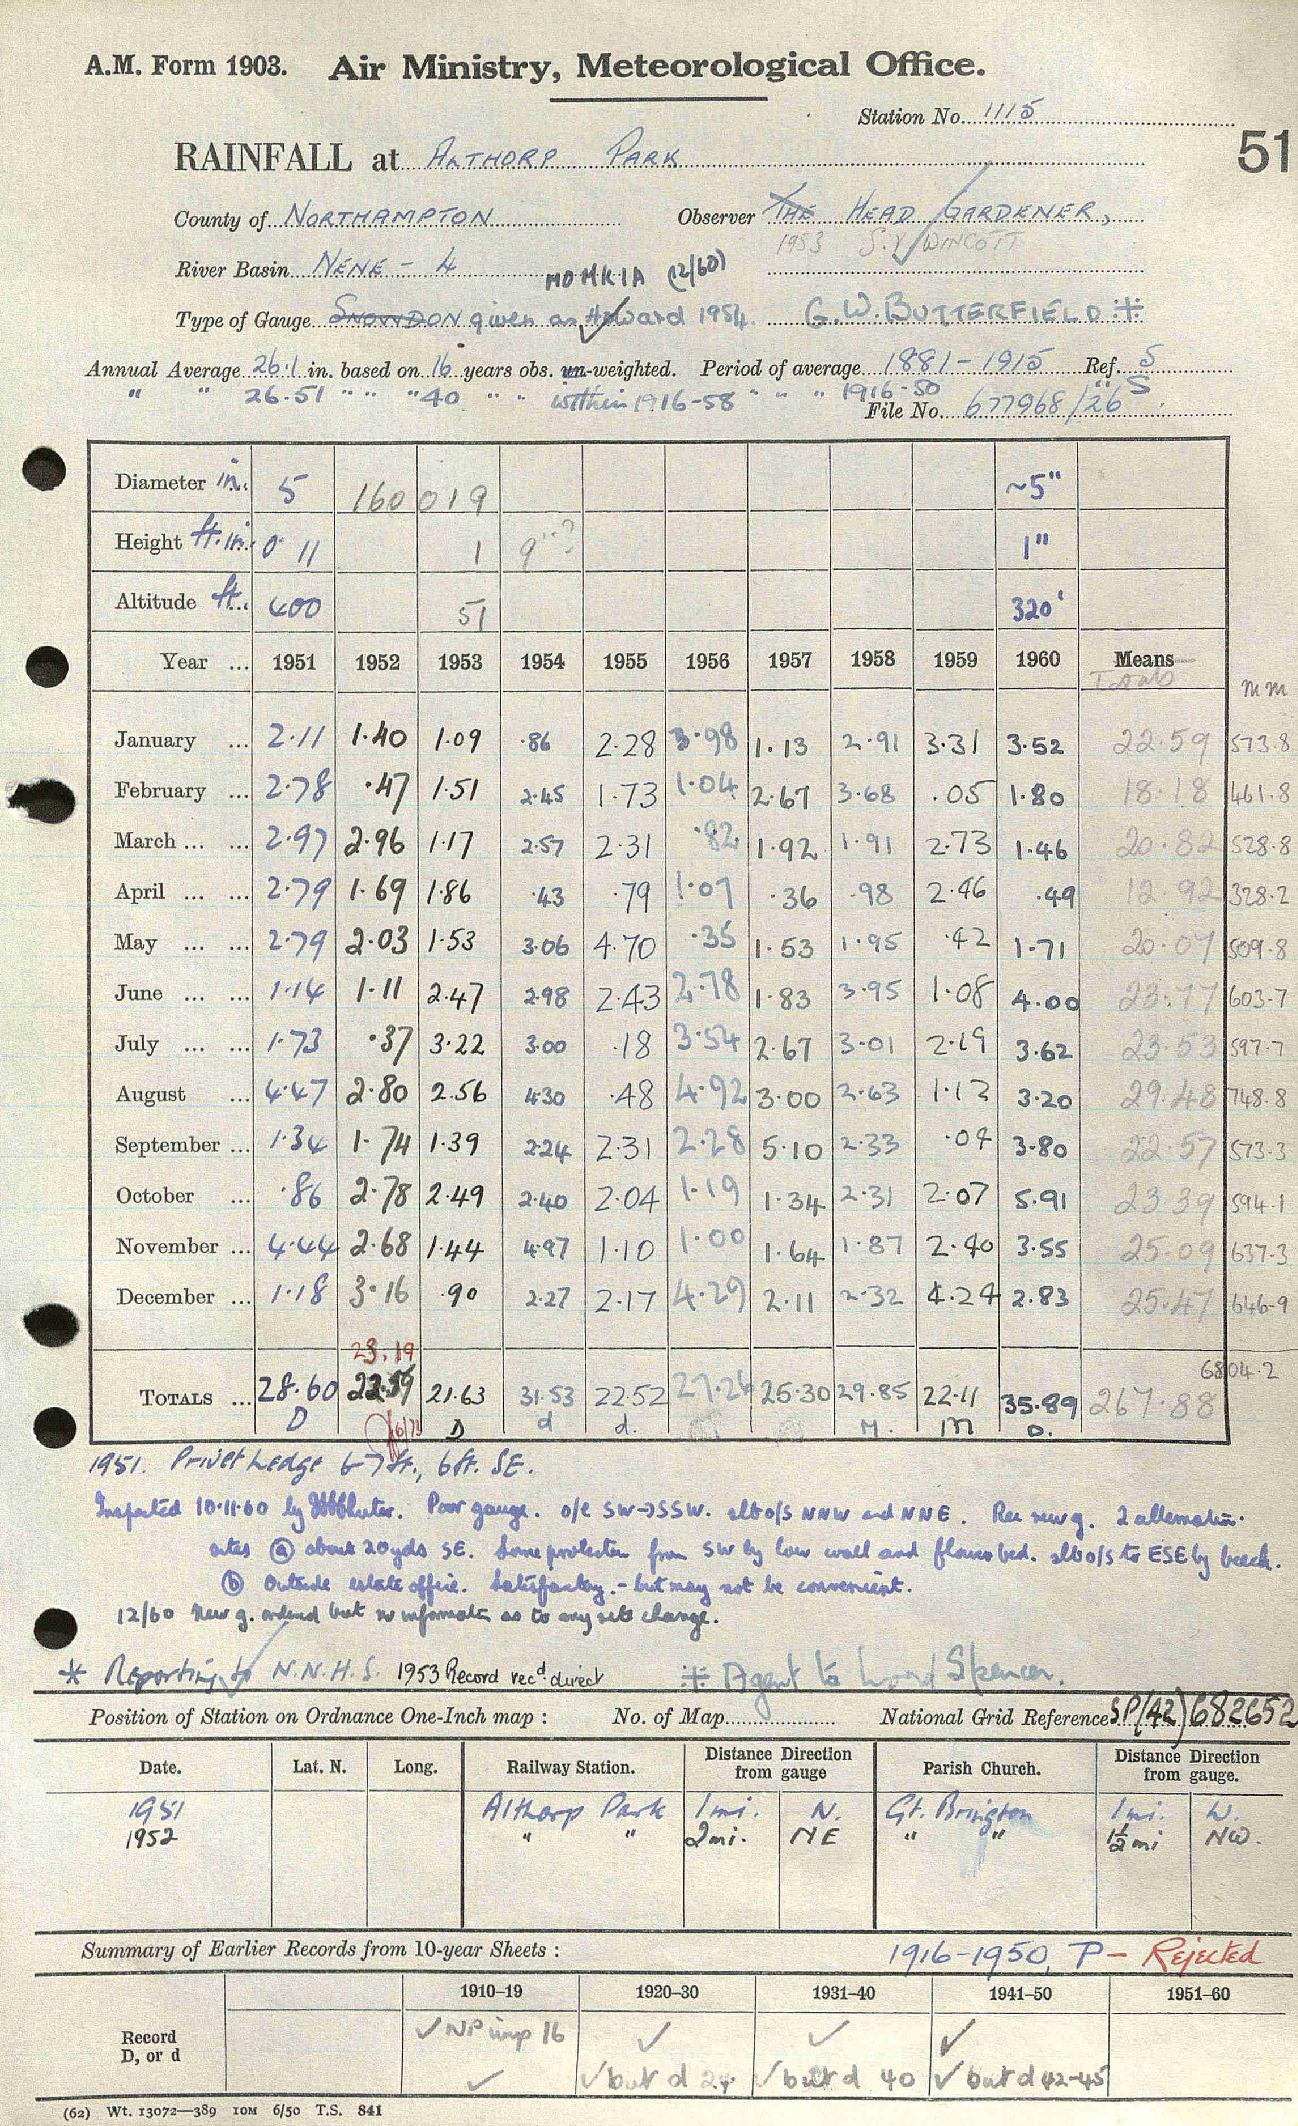 A.M. Form 1903. Air Ministry, Meteorological Office.
Station No. 1115
51
RAINFALL at ALTHORP PARK
County of NORTHAMPTON Observer THE HEAD GARDENER,
1953 S.V. WINCOTT
River Basin NENE - 4
MO MK 1A (12/60)
Type of Gauge SNOWDON given as Howard 1954. G.W. BUTTERFIELD ⁜
Annual Average 26.1 in. based on 16 years obs. un-weighted. Period of average 1881-1915 Ref. S
" " 26.51 " " " 40 " " within 1916-58 " " " 1916-50 " S
File No. 677968/26
Diameter in. 5 160 019 ~5"
Height ft. in. 0 11 1 9"? 1"
Altitude ft. 400 51 320'
Year ... 1951 1952 1953 1954 1955 1956 1957 1958 1959 1960 Means
Totals mm
January ... 2.11 1.40 1.09 .86 2.28 3.98 1.13 2.91 3.31 3.52 22.59 573.8
February ... 2.78 .47 1.51 2.45 1.73 1.04 2.67 3.68 .05 1.80 18.18 461.8
March ... ... 2.97 2.96 1.17 2.57 2.31 .82 1.92 1.91 2.73 1.46 20.82 528.8
April ... ... 2.79 1.69 1.86 .43 .79 1.07 .36 .98 2.46 .49 12.92 328.2
May ... ... 2.79 2.03 1.53 3.06 4.70 .35 1.53 1.95 .42 1.71 20.07 509.8
June ... ... 1.14 1.11 2.47 2.98 2.43 2.78 1.83 3.95 1.08 4.00 23.77 603.7
July ... ... 1.73 .37 3.22 3.00 .18 3.54 2.67 3.01 2.19 3.62 23.53 597.7
August ... 4.47 2.80 2.56 4.30 .48 4.92 3.00 2.63 1.12 3.20 29.48 748.8
September ... 1.34 1.74 1.39 2.24 2.31 2.28 5.10 2.33 .04 3.80 22.57 573.3
October ... .86 2.78 2.49 2.40 2.04 1.19 1.34 2.31 2.07 5.91 23.39 594.1
November ... 4.44 2.68 1.44 4.97 1.10 1.00 1.64 1.87 2.40 3.55 25.09 637.3
December ... 1.18 3.16 .90 2.27 2.17 4.29 2.11 2.32 4.24 2.83 25.47 646.9
23.19
6804.2
TOTALS ... 28.60 22.59 21.63 31.53 22.52 27.26 25.30 29.85 22.11 35.89 267.88
D D d d. M. m D.
1951. Privet hedge 6-7 ft., 6ft. SE.
Inspected 10.11.60 by Poor gauge. o/e SW→SSW. also o/s NNW and NNE. Rec new g. 2 alternative
sites ⓐ about 20yds SE. Some protection from SW by low wall and flower bed. also o/s to ESE by beech.
ⓑ Outside estate office. Satisfactory. - but may not be convenient.
12/60 New g. ordered but no information as to any site change.
* Reporting to N.N.H.S. 1953 Record recd. direct ⁜ Agent to Lord Spencer.
Position of Station on Ordnance One-Inch map : No. of Map National Grid Reference SP(42)682652
Date. Lat. N. Long. Railway Station. Distance Direction from gauge Parish Church. Distance Direction from gauge.
1951 Althorp Park 1mi. N. Gt. Brington 1mi. W.
1952 " " 2mi. NE " " 1½ mi NW.
Summary of Earlier Records from 10-year Sheets : 1916-1950, P - Rejected
1910–19 1920–30 1931–40 1941–50 1951–60
Record ✓ NP imp 16 ✓ ✓ ✓
D, or d ✓ ✓ but d 24 ✓ but d 40 ✓ but d 42-45
(62) Wt. 13072—389 10M 6/50 T.S. 841